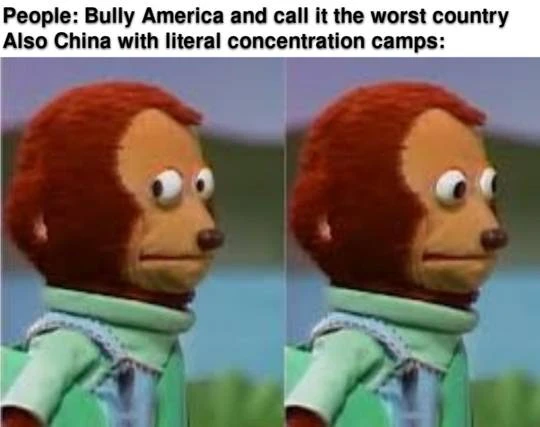 People: Bully America and call it the worst country
Also China with literal concentration camps: